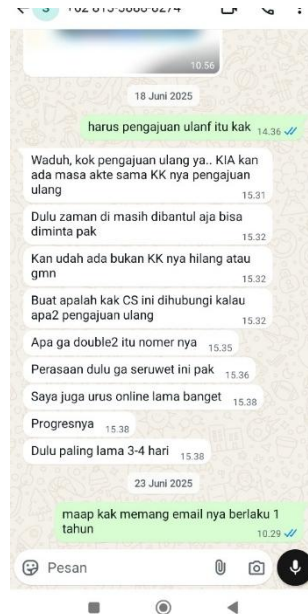 10.56
18 Juni 2025
harus pengajuan ulanf itu kak 14.36
Waduh, kok pengajuan ulang ya.. KIA kan
ada masa akte sama KK nya pengajuan
ulang
15.31
Dulu zaman di masih dibantul aja bisa
diminta pak
15.32
Kan udah ada bukan KK nya hilang atau
gmn
15.32
Buat apalah kak CS ini dihubungi kalau
apa2 pengajuan ulang
15.32
Apa ga double2 itu nomer nya 15.35
Perasaan dulu ga seruwet ini pak 15.36
Saya juga urus online lama banget 15.38
Progresnya 15.38
Dulu paling lama 3-4 hari 15.38
23 Juni 2025
maap kak memang email nya berlaku 1
tahun
10.29
Pesan